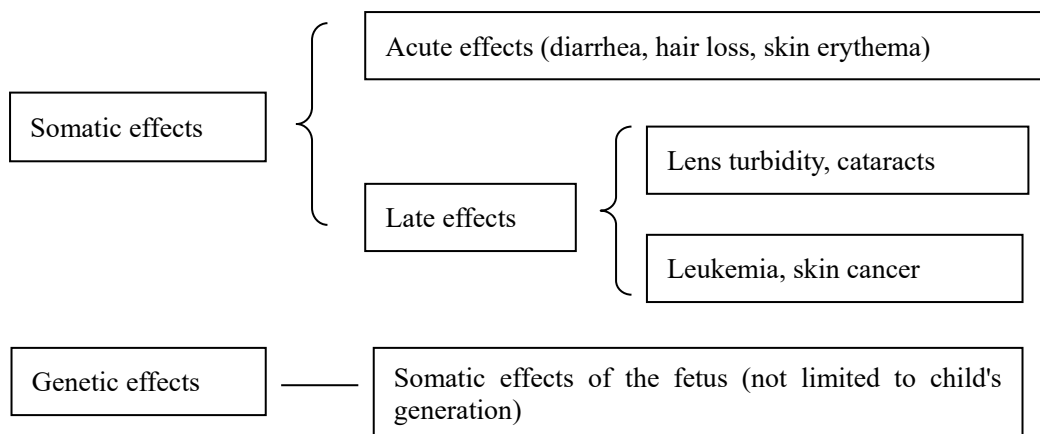 Acute effects (diarrhea, hair loss, skin erythema)
Somatic effects
Lens turbidity, cataracts
Late effects
Leukemia, skin cancer
Genetic effects
Somatic effects of the fetus (not limited to child's
generation)